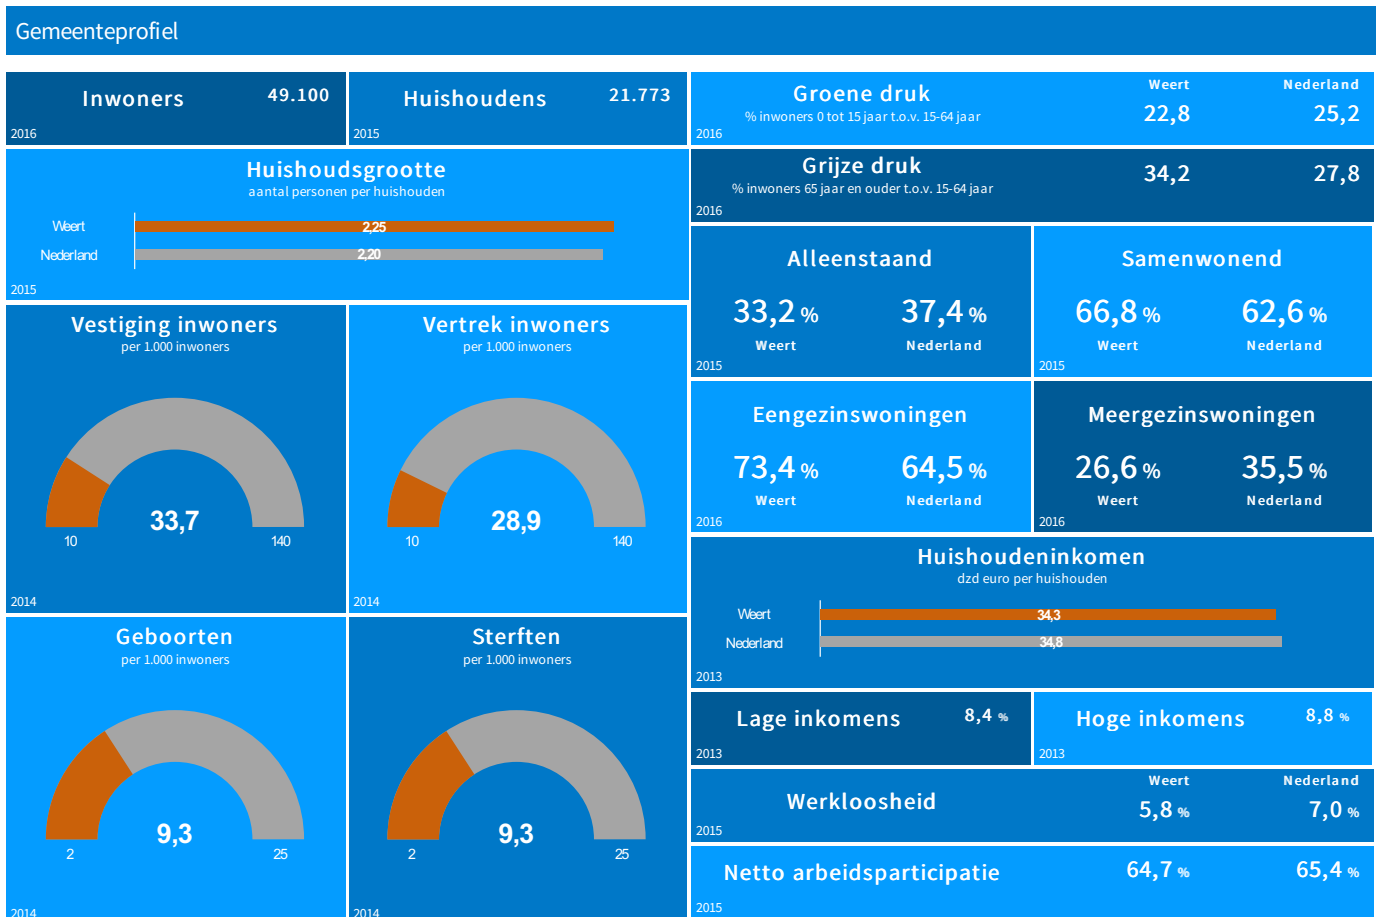 Gemeenteprofiel
Inwoners 49.100
2016
Huishoudens 21.773
2015
Huishoudsgrootte
aantal personen per huishouden
Weert 2,25
Nederland 2,20
2015
Vestiging inwoners
per 1.000 inwoners
33,7
10 140
2014
Vertrek inwoners
per 1.000 inwoners
28,9
10 140
2014
Geboorten
per 1.000 inwoners
9,3
2 25
2014
Sterften
per 1.000 inwoners
9,3
2 25
2014
Weert Nederland
Groene druk 22,8 25,2
% inwoners 0 tot 15 jaar t.o.v. 15-64 jaar
2016
Grijze druk 34,2 27,8
% inwoners 65 jaar en ouder t.o.v. 15-64 jaar
2016
Alleenstaand
33,2 % 37,4 %
Weert Nederland
2015
Samenwonend
66,8 % 62,6 %
Weert Nederland
2015
Eengezinswoningen
73,4 % 64,5 %
Weert Nederland
2016
Meergezinswoningen
26,6 % 35,5 %
Weert Nederland
2016
Huishoudeninkomen
dzd euro per huishouden
Weert 34,3
Nederland 34,8
2013
Lage inkomens 8,4 %
2013
Hoge inkomens 8,8 %
2013
Weert Nederland
Werkloosheid 5,8 % 7,0 %
2015
Netto arbeidsparticipatie 64,7 % 65,4 %
2015